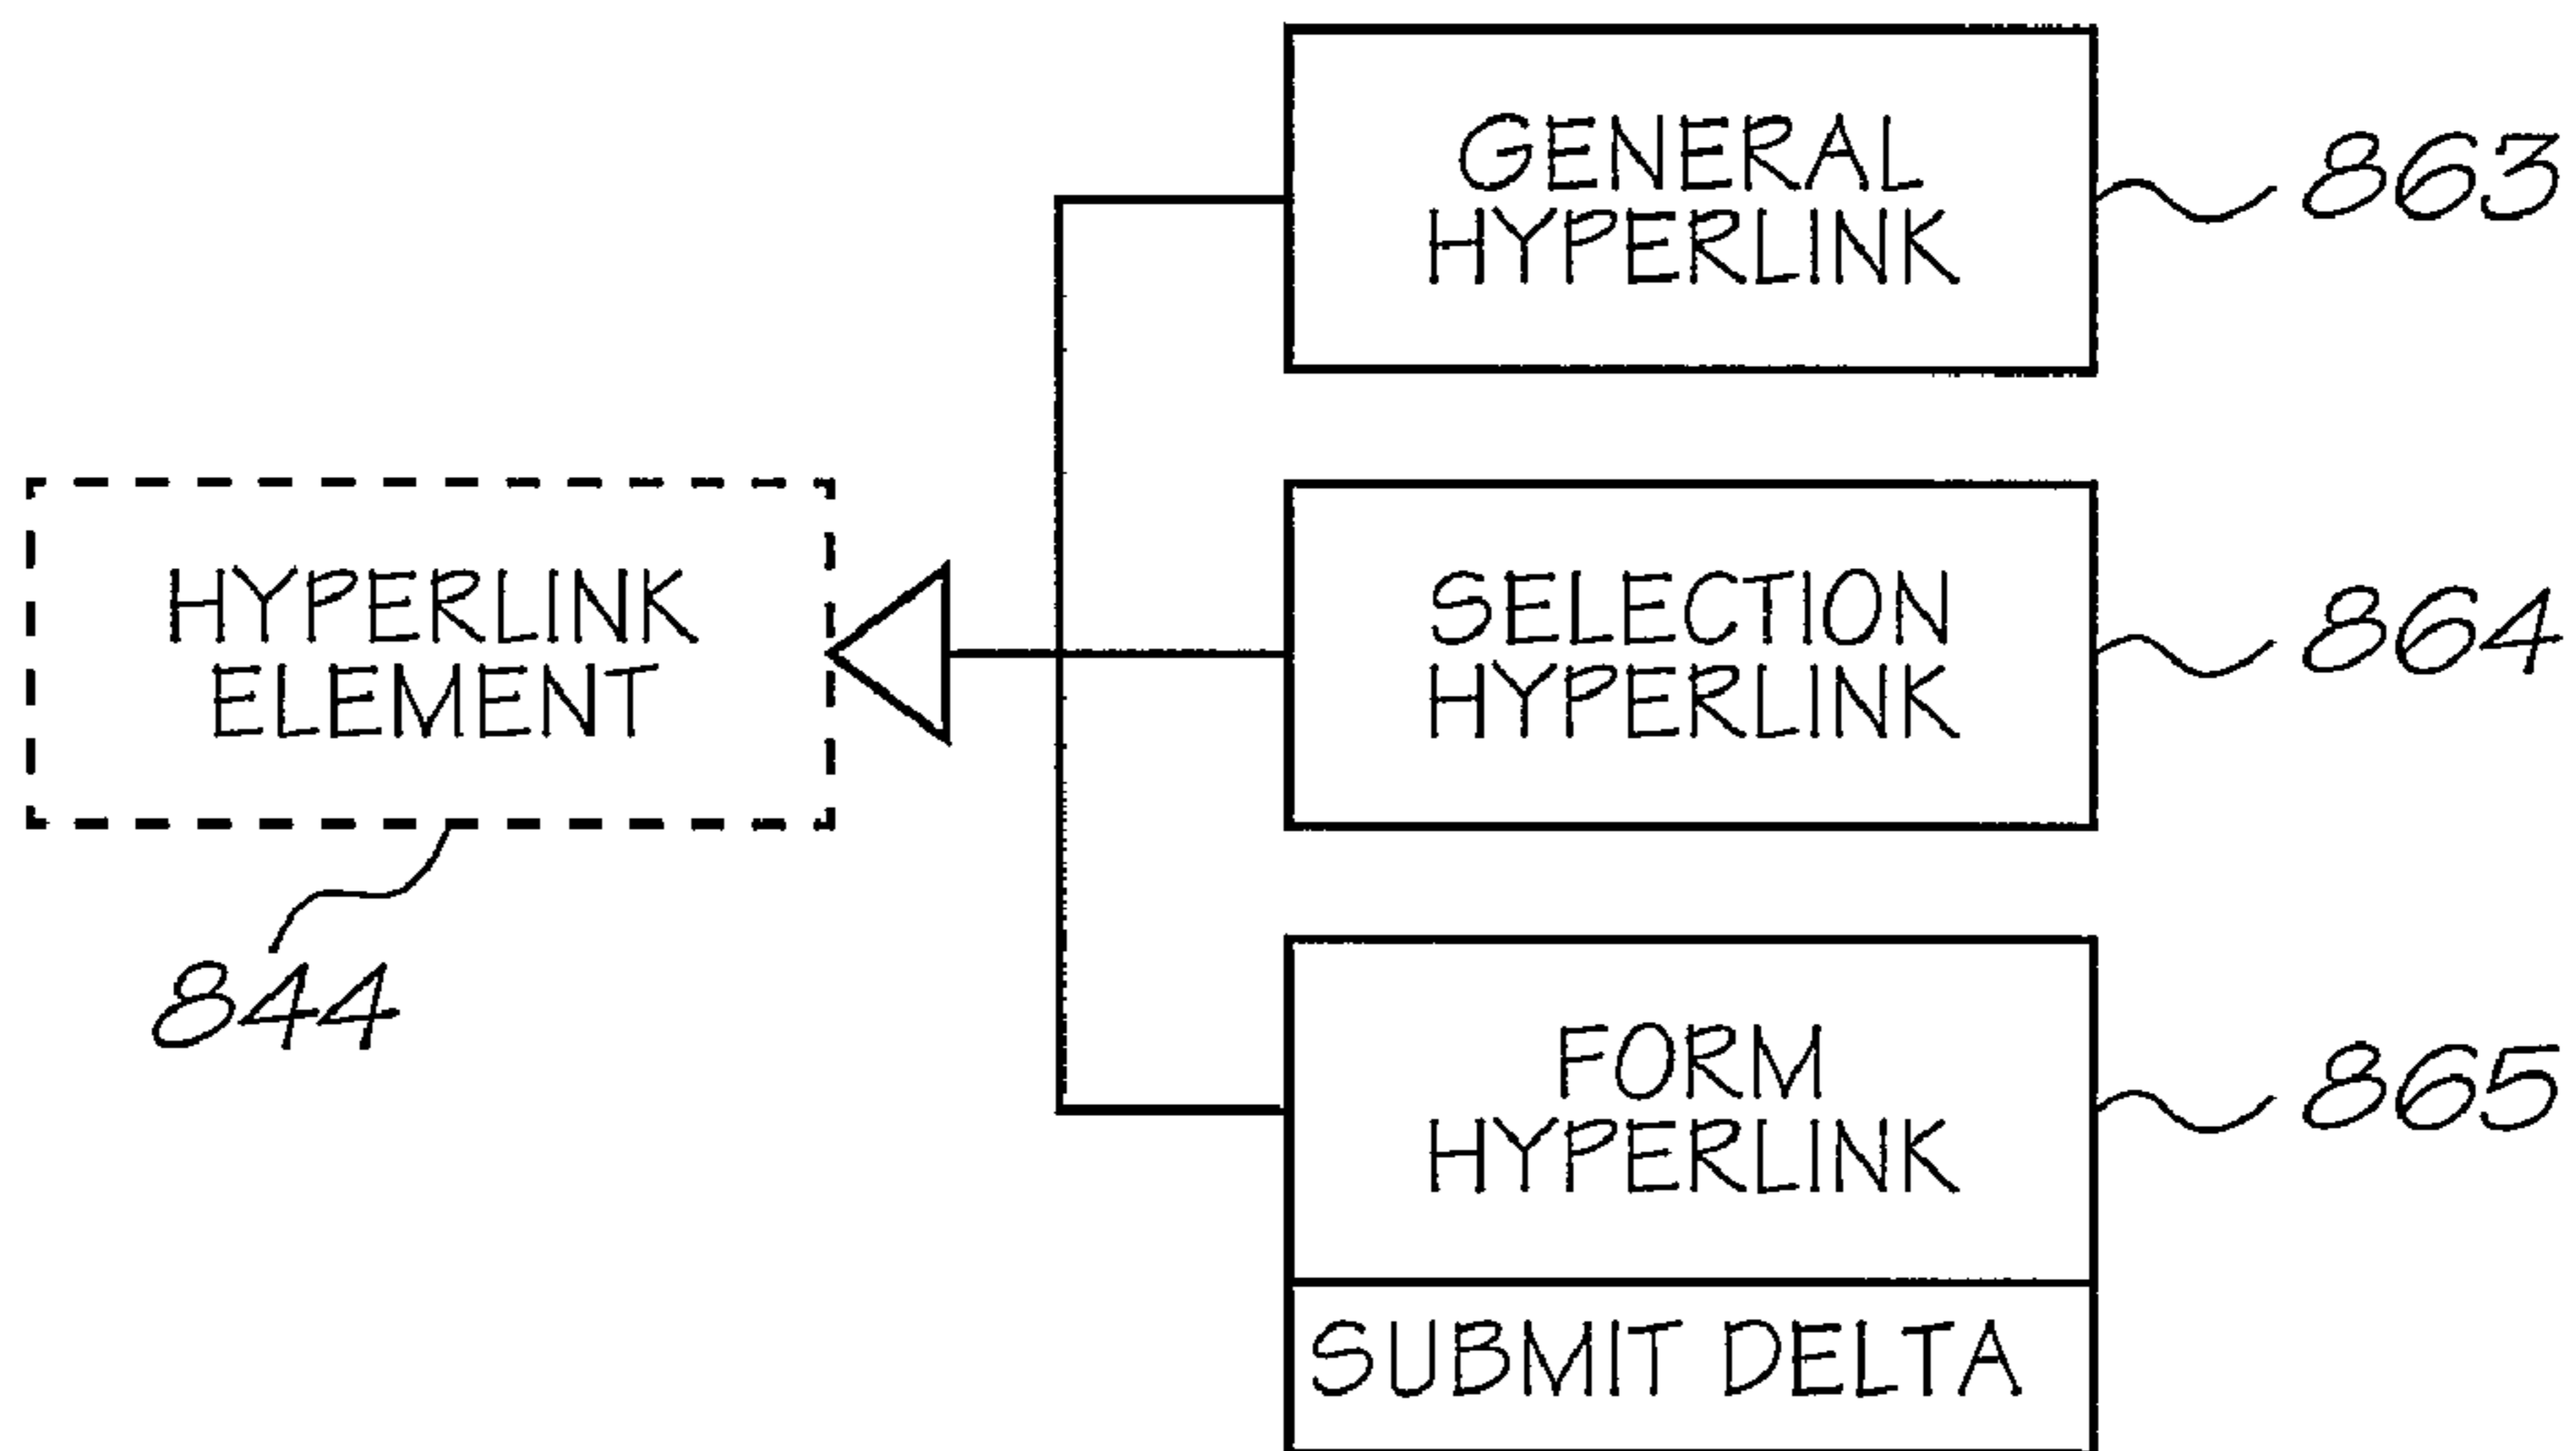 GENERAL
HYPERLINK
863
HYPERLINK
ELEMENT
844
SELECTION
HYPERLINK
864
FORM
HYPERLINK
865
SUBMIT DELTA